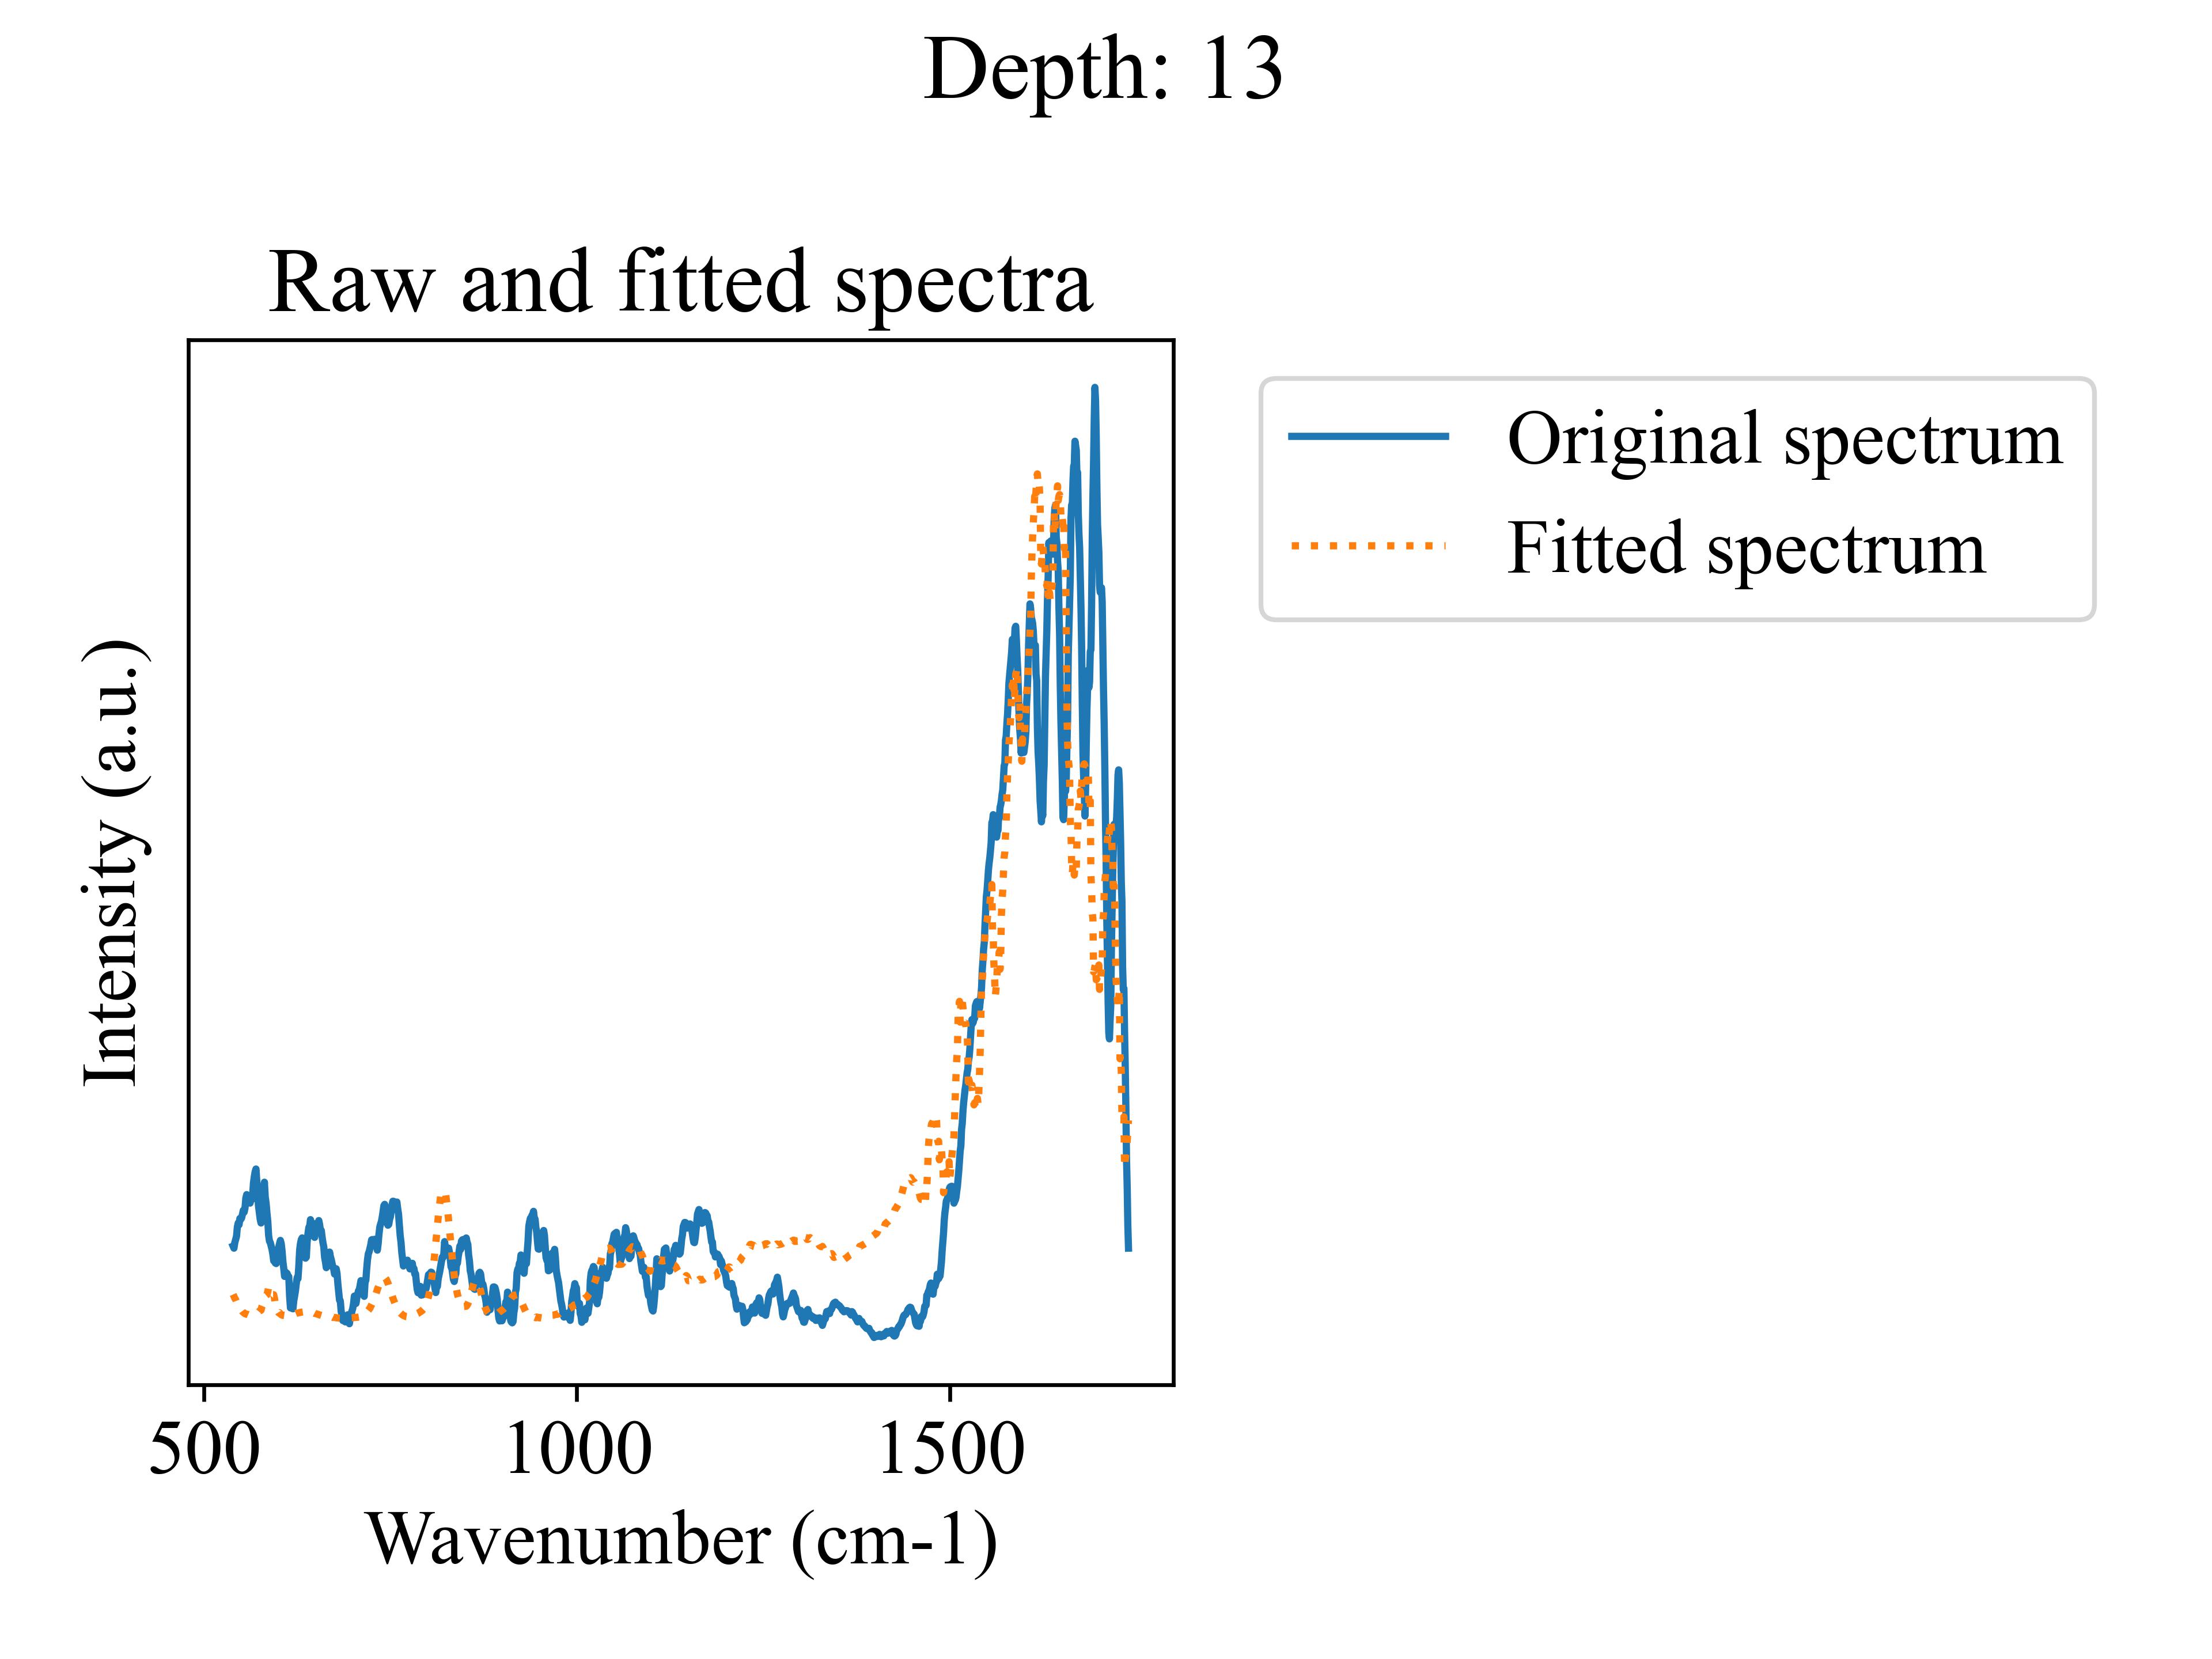 Depth: 13
Raw and fitted spectra
Original spectrum
Fitted spectrum
Intensity (a.u.)
500 1000 1500
Wavenumber (cm-1)